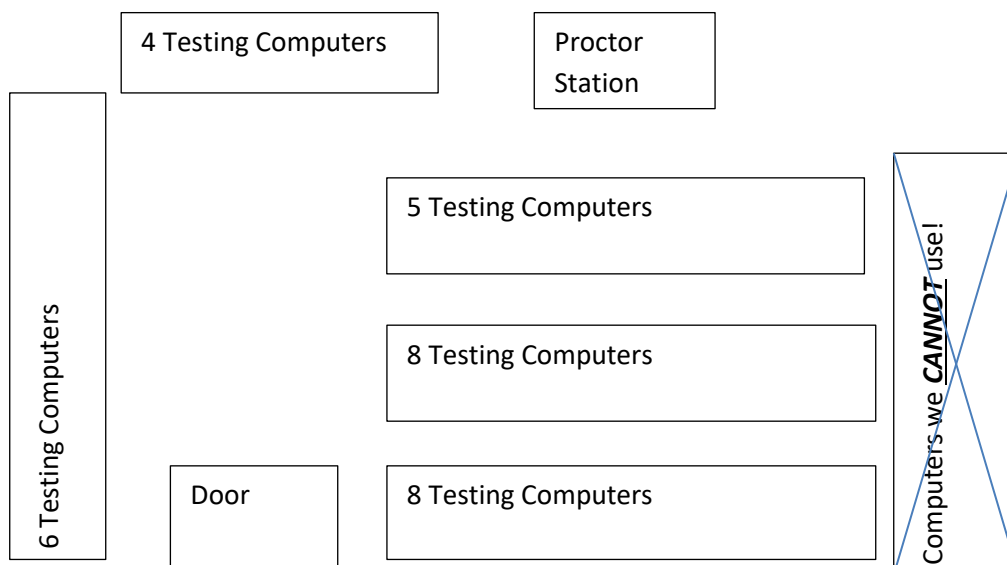 4 Testing Computers
Proctor
Station
6 Testing Computers
5 Testing Computers
8 Testing Computers
Door
8 Testing Computers
Computers we CANNOT use!